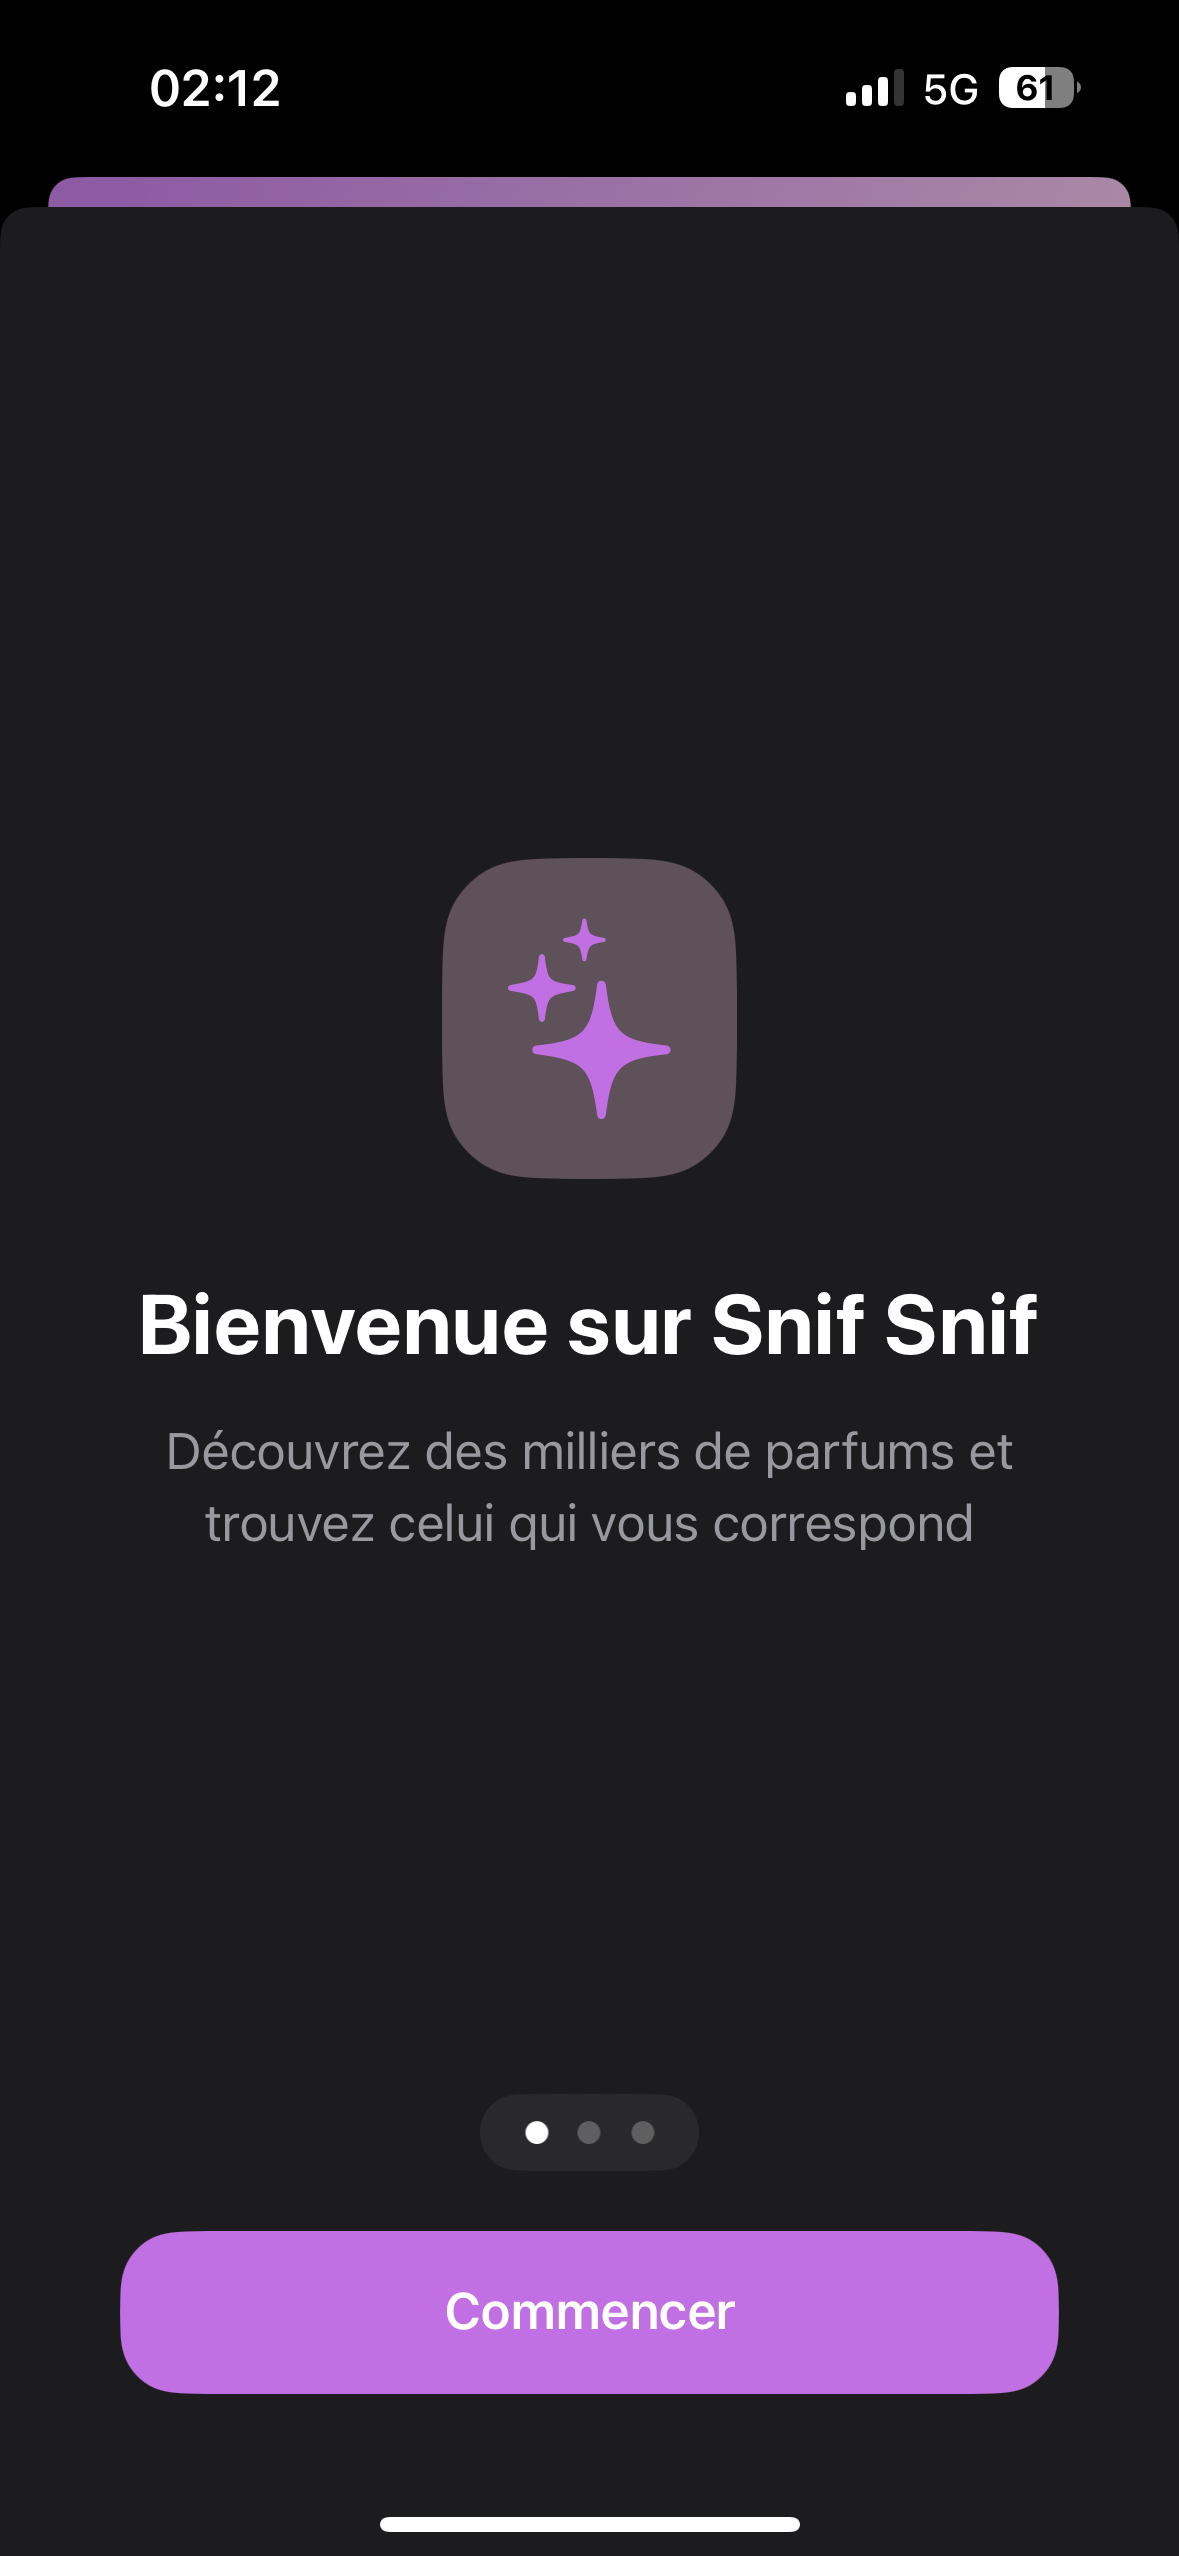 02:12 5G 61
Bienvenue sur Snif Snif
Découvrez des milliers de parfums et
trouvez celui qui vous correspond
Commencer